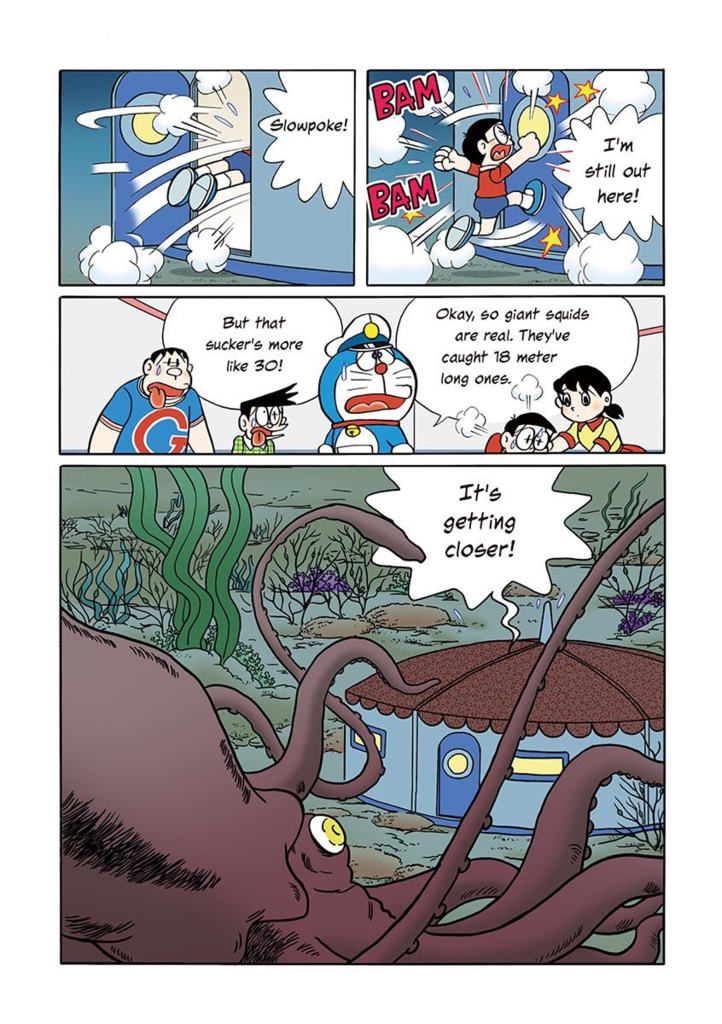 Slowpoke!
BAM
BAM
I'm
still out
here!
But that
sucker's more
like 30!
Okay, so giant squids
are real. They've
caught 18 meter
long ones.
G
It's
getting
closer!